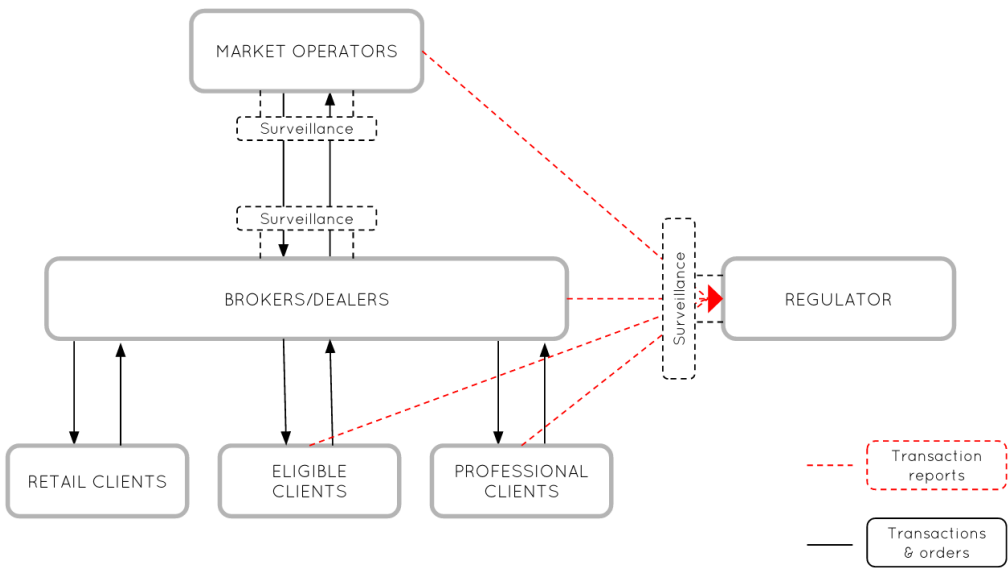 MARKET OPERATORS
Surveillance
Surveillance
BROKERS/DEALERS
Surveillance
REGULATOR
RETAIL CLIENTS
ELIGIBLE
CLIENTS
PROFESSIONAL
CLIENTS
Transaction
reports
Transactions
& orders